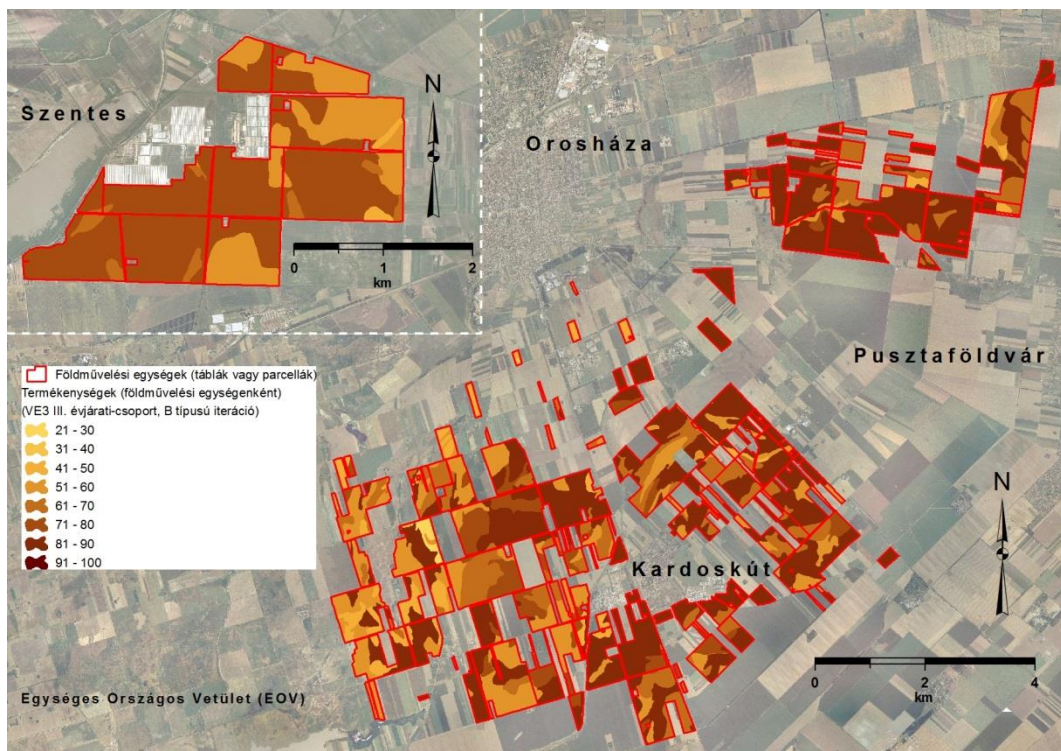 Szentes
N
0 1 2
km
Orosháza
Pusztaföldvár
Földművelési egységek (táblák vagy parcellák)
Termékenységek (földművelési egységenként)
(VE3 III. évjárati-csoport, B típusú iteráció)
21 - 30
31 - 40
41 - 50
51 - 60
61 - 70
71 - 80
81 - 90
91 - 100
N
Kardoskút
0 2 4
km
Egységes Országos Vetület (EOV)